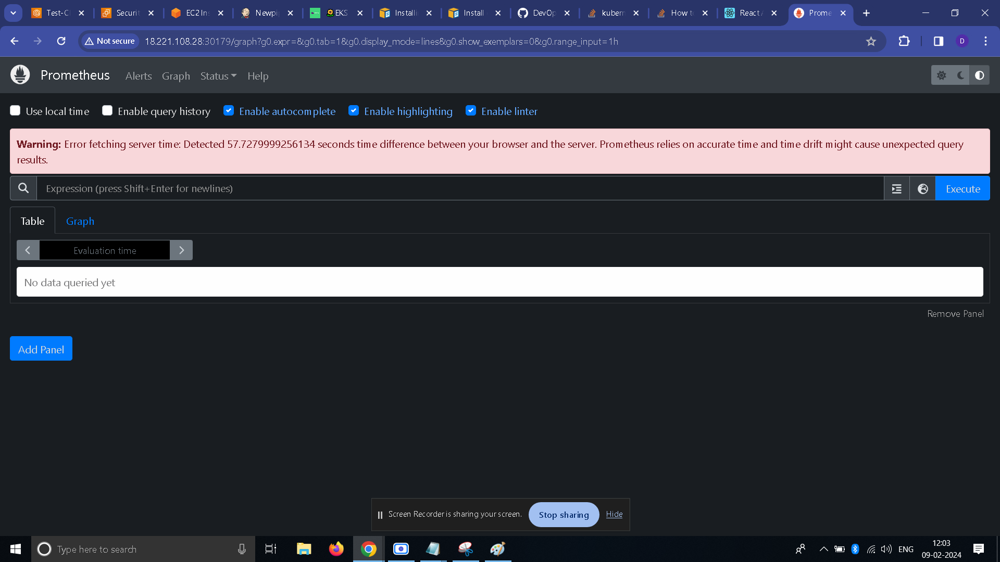 Test-Cl
Securit
EC2 In
Newpi
EKS
Installi
Install
DevOp
kubern
How to
React A
Prome
Not secure
18.221.108.28:30179/graph?g0.expr=&g0.tab=1&g0.display_mode=lines&g0.show_exemplars=0&g0.range_input=1h
D
Prometheus
Alerts
Graph
Status
Help
Use local time
Enable query history
Enable autocomplete
Enable highlighting
Enable linter
Warning: Error fetching server time: Detected 57.7279999256134 seconds time difference between your browser and the server. Prometheus relies on accurate time and time drift might cause unexpected query
results.
Expression (press Shift+Enter for newlines)
Execute
Table
Graph
Evaluation time
No data queried yet
Remove Panel
Add Panel
Screen Recorder is sharing your screen.
Stop sharing
Hide
Type here to search
ENG
12:03
09-02-2024